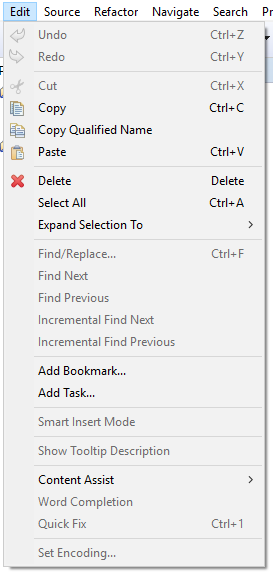 Edit Source Refactor Navigate Search Pr
Undo Ctrl+Z
Redo Ctrl+Y
Cut Ctrl+X
Copy Ctrl+C
Copy Qualified Name
Paste Ctrl+V
Delete Delete
Select All Ctrl+A
Expand Selection To
Find/Replace... Ctrl+F
Find Next
Find Previous
Incremental Find Next
Incremental Find Previous
Add Bookmark...
Add Task...
Smart Insert Mode
Show Tooltip Description
Content Assist
Word Completion
Quick Fix Ctrl+1
Set Encoding...